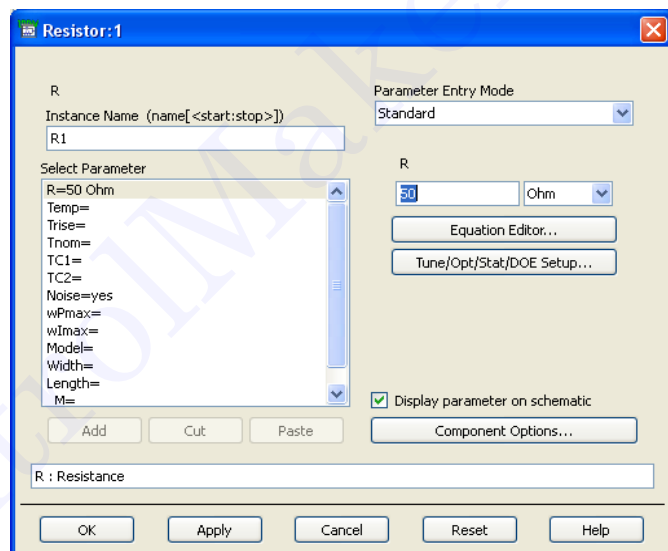 Resistor:1
R
Instance Name (name[<start:stop>])
R1
Select Parameter
R=50 Ohm
Temp=
Trise=
Tnom=
TC1=
TC2=
Noise=yes
wPmax=
wImax=
Model=
Width=
Length=
_M=
Add Cut Paste
Parameter Entry Mode
Standard
R
50 Ohm
Equation Editor...
Tune/Opt/Stat/DOE Setup...
Display parameter on schematic
Component Options...
R : Resistance
OK Apply Cancel Reset Help